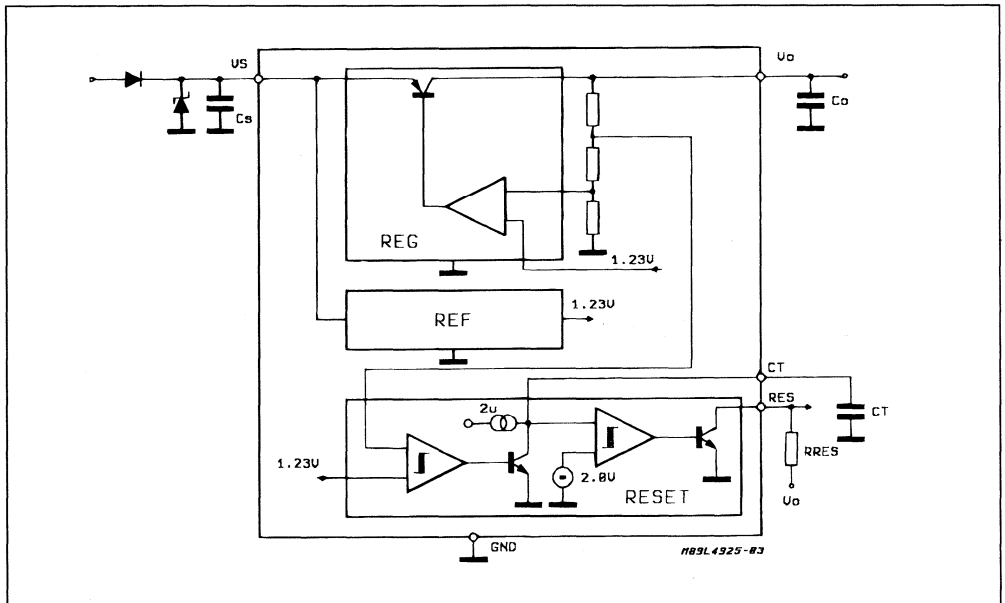 VS
Vo
Cs
Co
REG
1.23V
1.23V
REF
CT
RES
2u
CT
1.23V
RRES
2.0V
RESET
Vo
GND
M89L4925-03